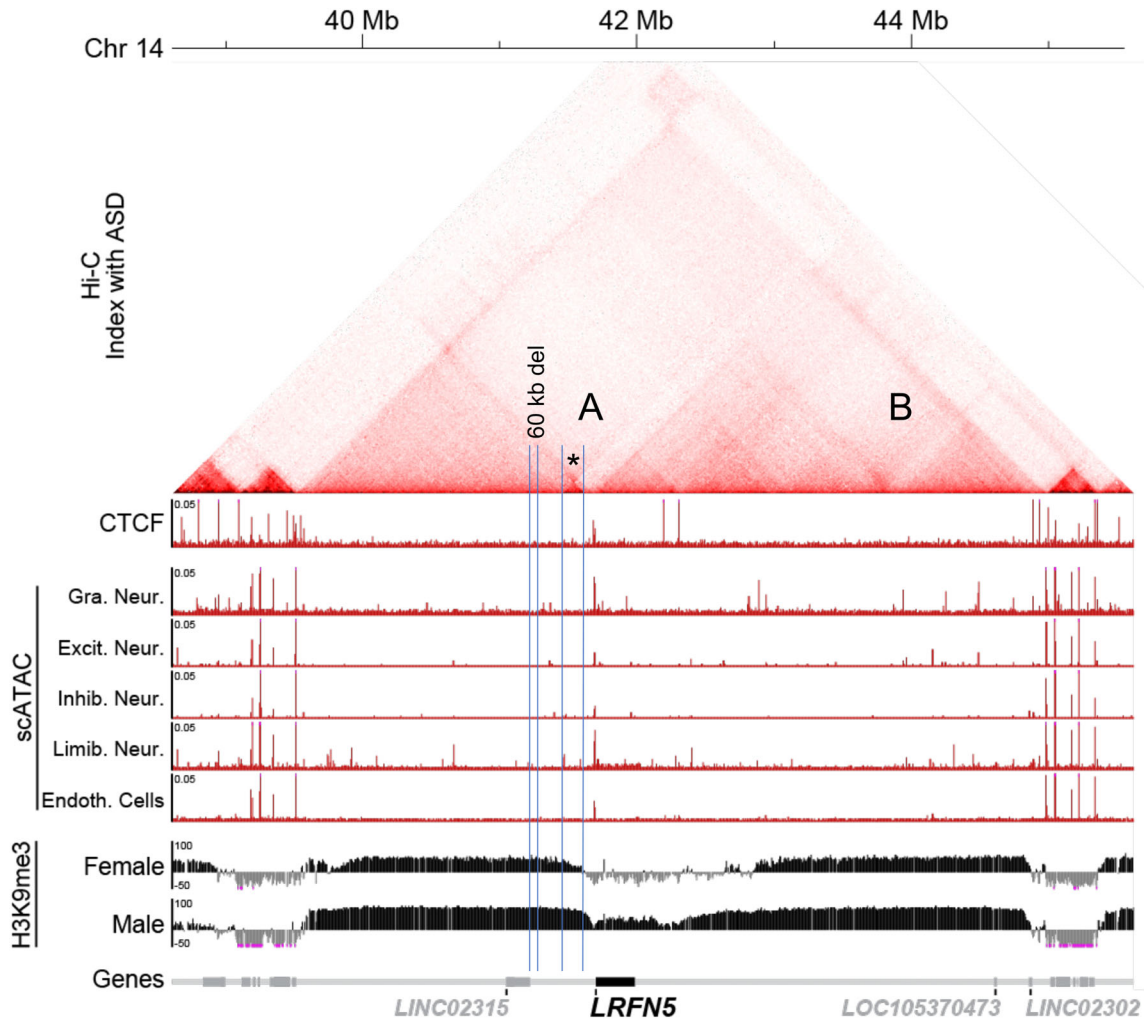 40 Mb 42 Mb 44 Mb
Chr 14
Hi-C
Index with ASD
60 kb del
A
B
*
CTCF
0.05
scATAC
Gra. Neur.
0.05
Excit. Neur.
0.05
Inhib. Neur.
0.05
Limib. Neur.
0.05
Endoth. Cells
0.05
H3K9me3
Female
100
-50
Male
100
-50
Genes
LINC02315 LRFN5 LOC105370473 LINC02302